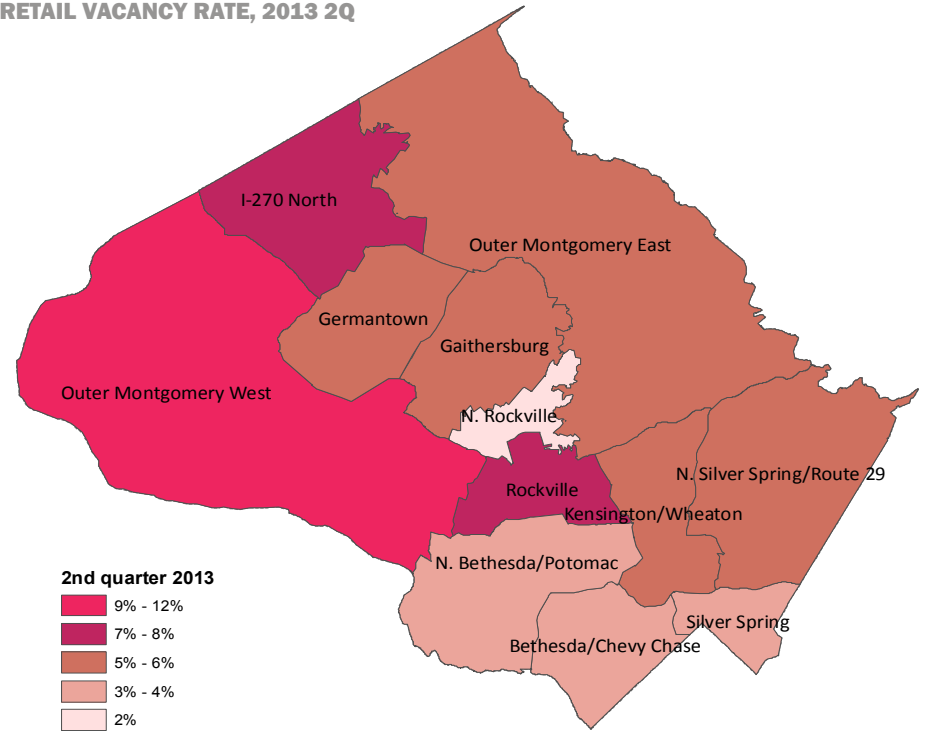 RETAIL VACANCY RATE, 2013 2Q
I-270 North
Outer Montgomery East
Germantown
Gaithersburg
Outer Montgomery West
N. Rockville
N. Silver Spring/Route 29
Rockville
Kensington/Wheaton
N. Bethesda/Potomac
Silver Spring
Bethesda/Chevy Chase
2nd quarter 2013
9% - 12%
7% - 8%
5% - 6%
3% - 4%
2%